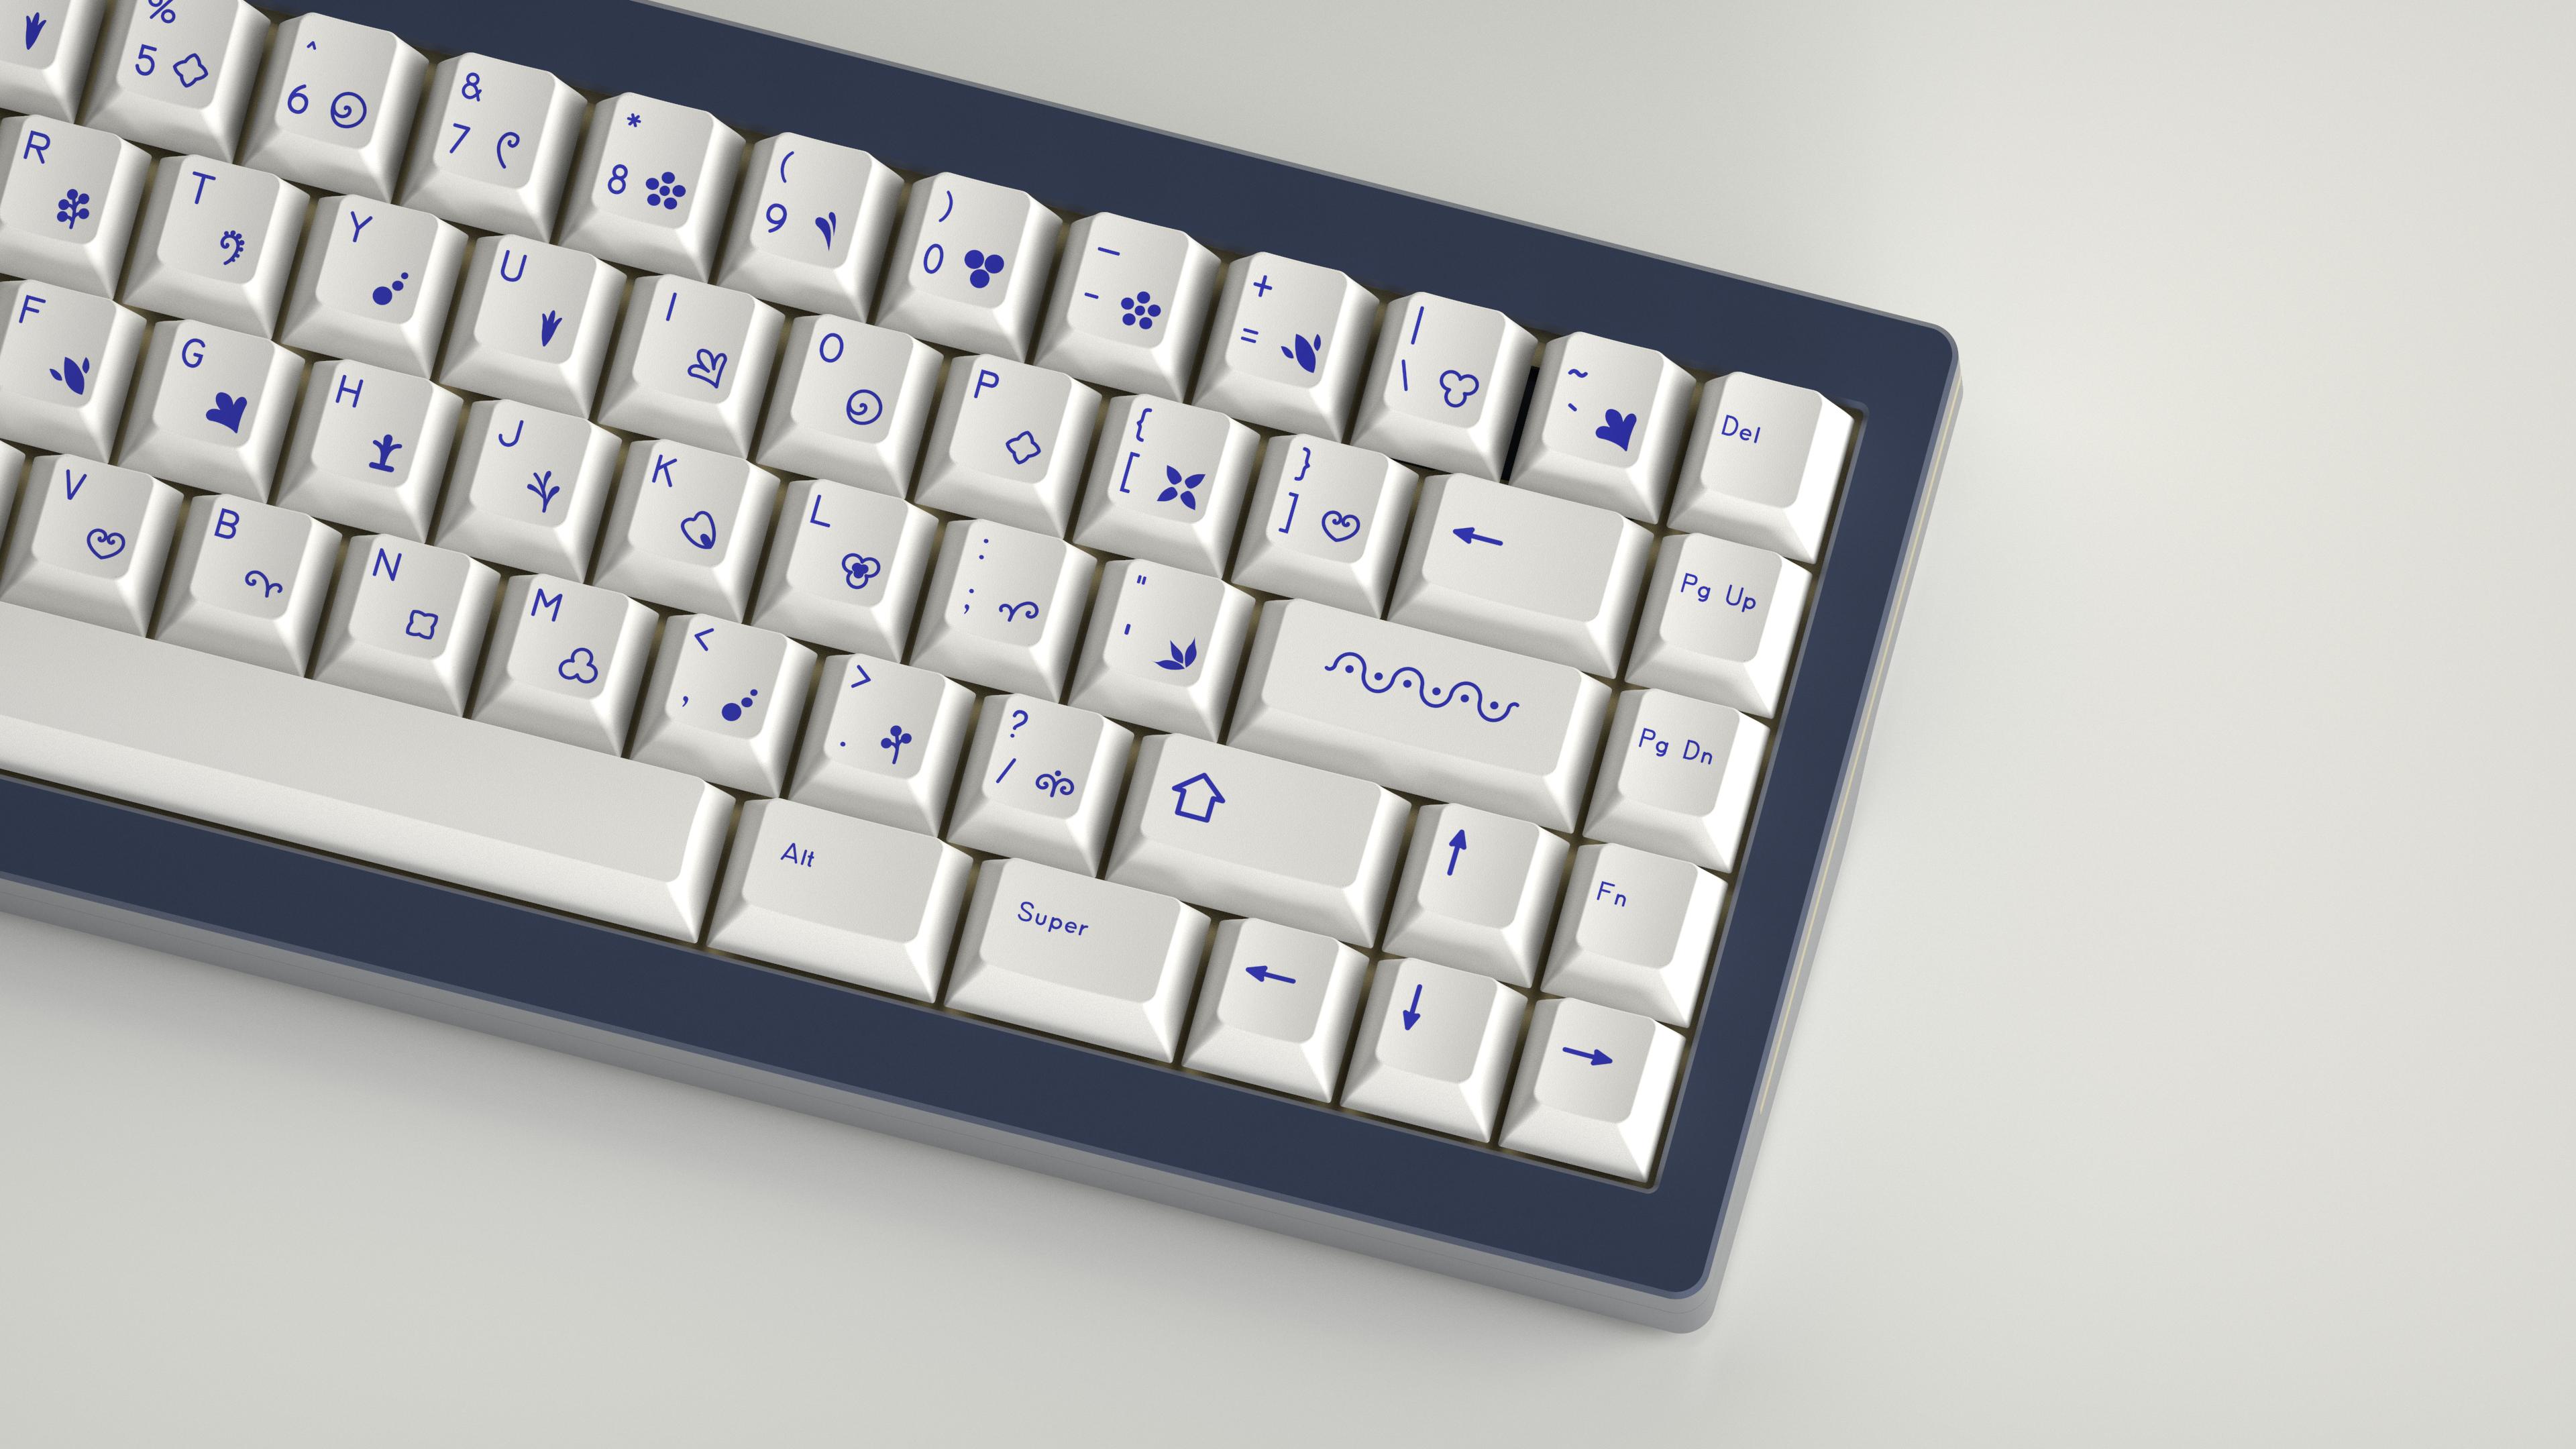 %
5
^
6
&
7
*
8
(
9
)
0
_
-
+
=
|
\
~
`
Del
R
T
Y
U
I
O
P
{
[
}
]
←
Pg Up
F
G
H
J
K
L
:
;
"
'
Pg Dn
V
B
N
M
<
,
>
.
?
/
↑
Fn
Alt
Super
←
↓
→